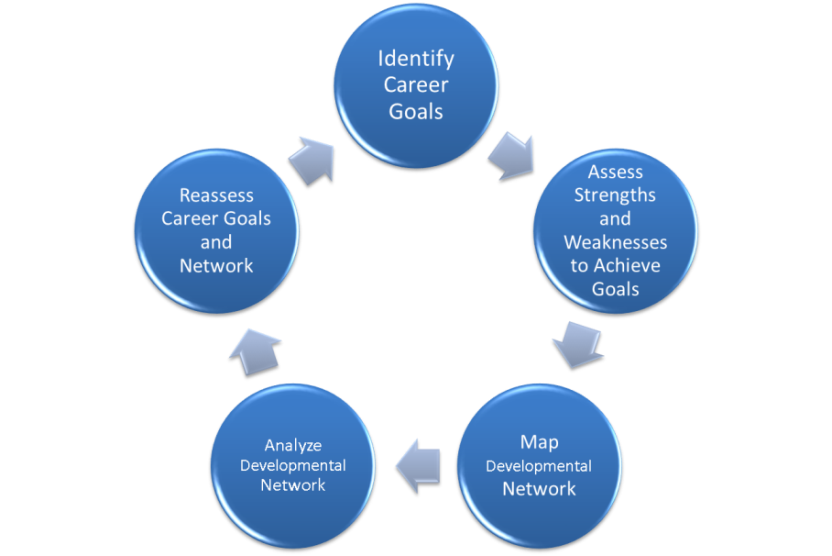 Identify
Career
Goals
Assess
Strengths
and
Weaknesses
to Achieve
Goals
Map
Developmental
Network
Analyze
Developmental
Network
Reassess
Career Goals
and
Network